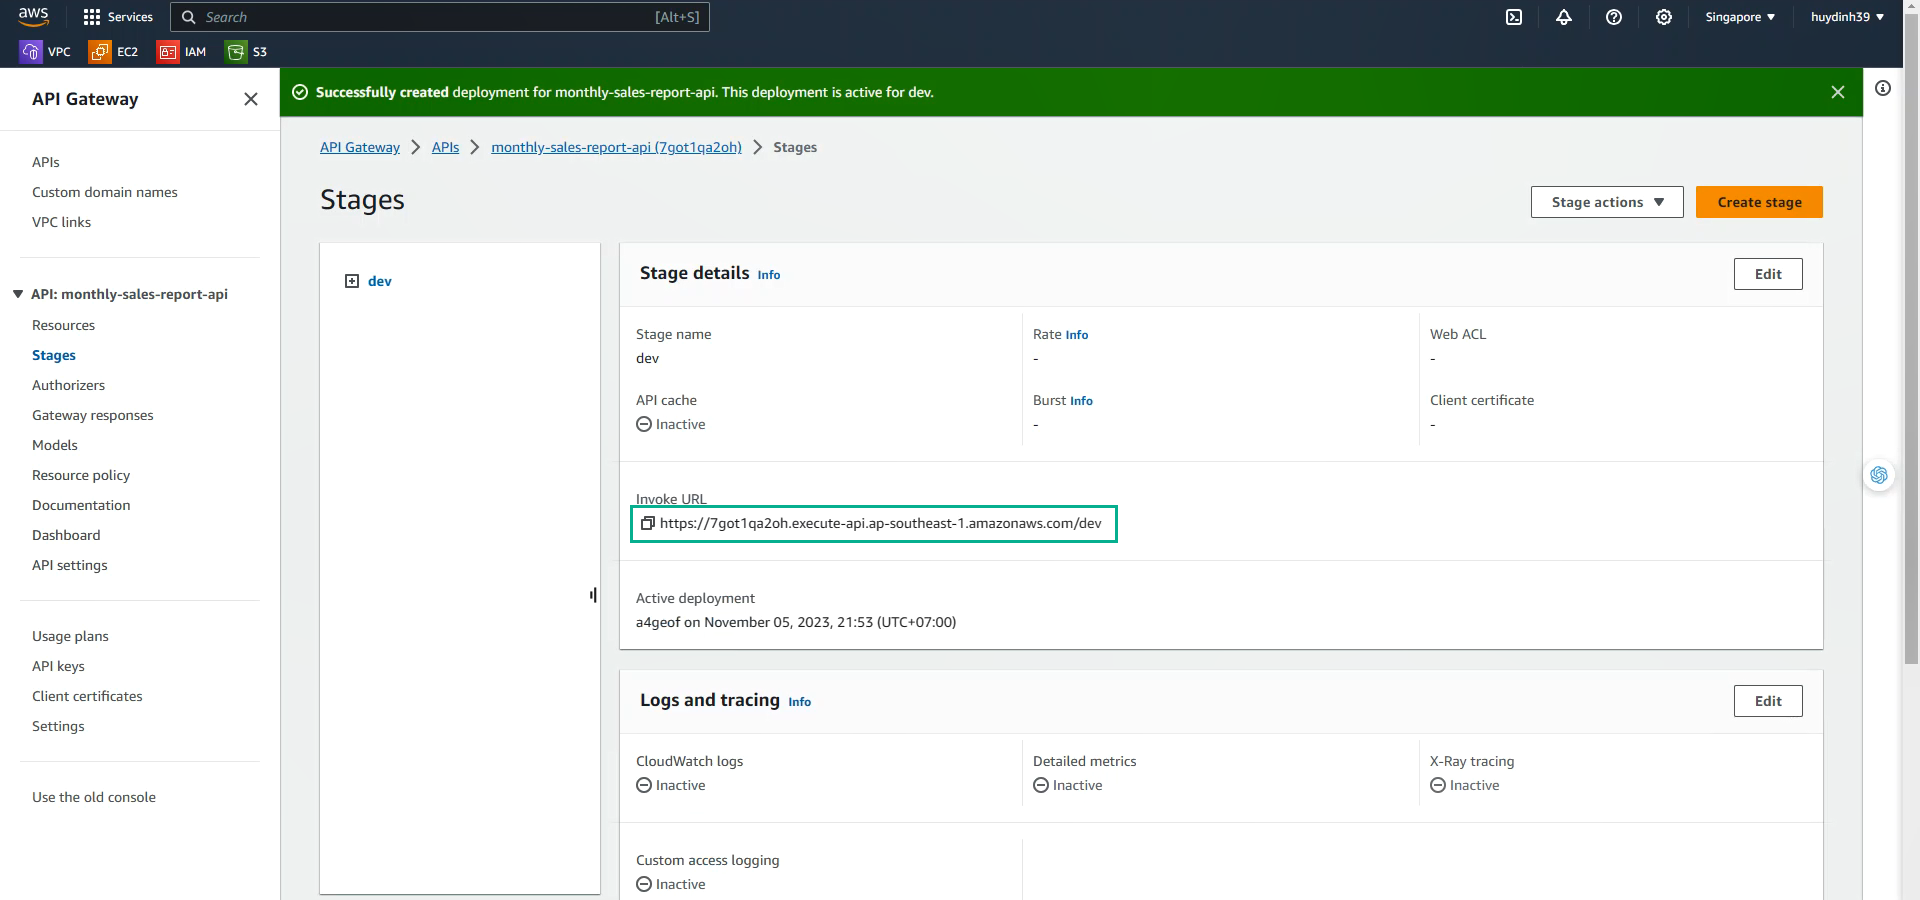 aws
Services
Search
[Alt+S]
Singapore
huydinh39
VPC
EC2
IAM
S3
API Gateway
Successfully created deployment for monthly-sales-report-api. This deployment is active for dev.
APIs
Custom domain names
VPC links
API: monthly-sales-report-api
Resources
Stages
Authorizers
Gateway responses
Models
Resource policy
Documentation
Dashboard
API settings
Usage plans
API keys
Client certificates
Settings
Use the old console
API Gateway
APIs
monthly-sales-report-api (7got1qa2oh)
Stages
Stages
Stage actions
Create stage
dev
Stage details Info
Edit
Stage name
dev
Rate Info
-
Web ACL
-
API cache
Inactive
Burst Info
-
Client certificate
-
Invoke URL
https://7got1qa2oh.execute-api.ap-southeast-1.amazonaws.com/dev
Active deployment
a4geof on November 05, 2023, 21:53 (UTC+07:00)
Logs and tracing Info
Edit
CloudWatch logs
Inactive
Detailed metrics
Inactive
X-Ray tracing
Inactive
Custom access logging
Inactive